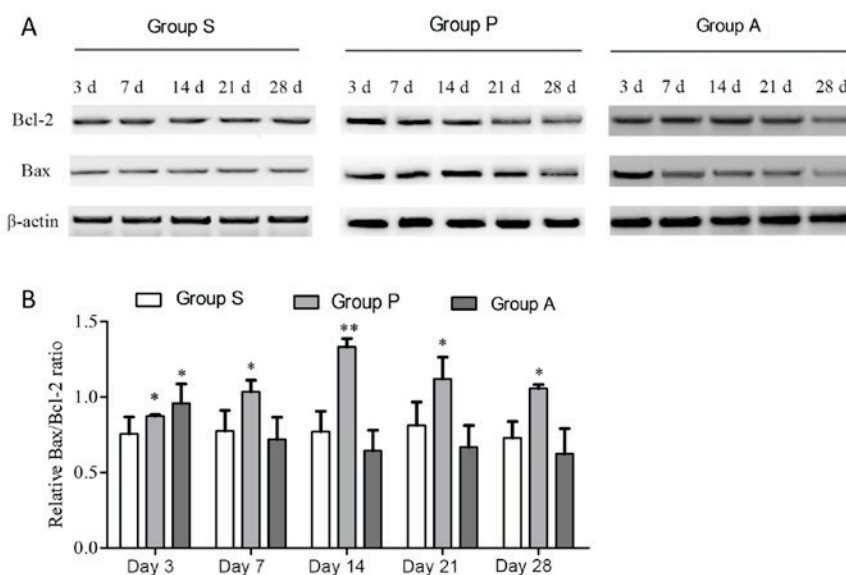 A
Group S Group P Group A
3 d 7 d 14 d 21 d 28 d 3 d 7 d 14 d 21 d 28 d 3 d 7 d 14 d 21 d 28 d
Bcl-2
Bax
β-actin
B
Group S Group P Group A
Relative Bax/Bcl-2 ratio
1.5
1.0
0.5
0.0
* * * ** * *
Day 3 Day 7 Day 14 Day 21 Day 28